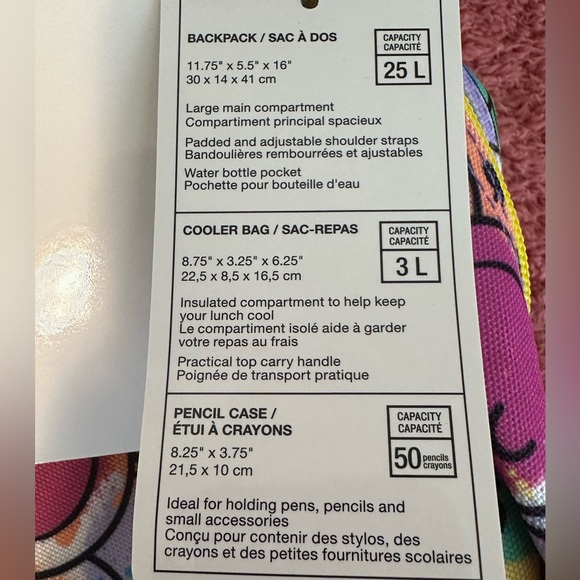 BACKPACK / SAC À DOS
CAPACITY
CAPACITÉ
25 L
11.75" x 5.5" x 16"
30 x 14 x 41 cm
Large main compartment
Compartiment principal spacieux
Padded and adjustable shoulder straps
Bandoulières rembourrées et ajustables
Water bottle pocket
Pochette pour bouteille d'eau
COOLER BAG / SAC-REPAS
CAPACITY
CAPACITÉ
3 L
8.75" x 3.25" x 6.25"
22,5 x 8,5 x 16,5 cm
Insulated compartment to help keep
your lunch cool
Le compartiment isolé aide à garder
votre repas au frais
Practical top carry handle
Poignée de transport pratique
PENCIL CASE /
ÉTUI À CRAYONS
CAPACITY
CAPACITÉ
50 pencils
crayons
8.25" x 3.75"
21,5 x 10 cm
Ideal for holding pens, pencils and
small accessories
Conçu pour contenir des stylos, des
crayons et des petites fournitures scolaires